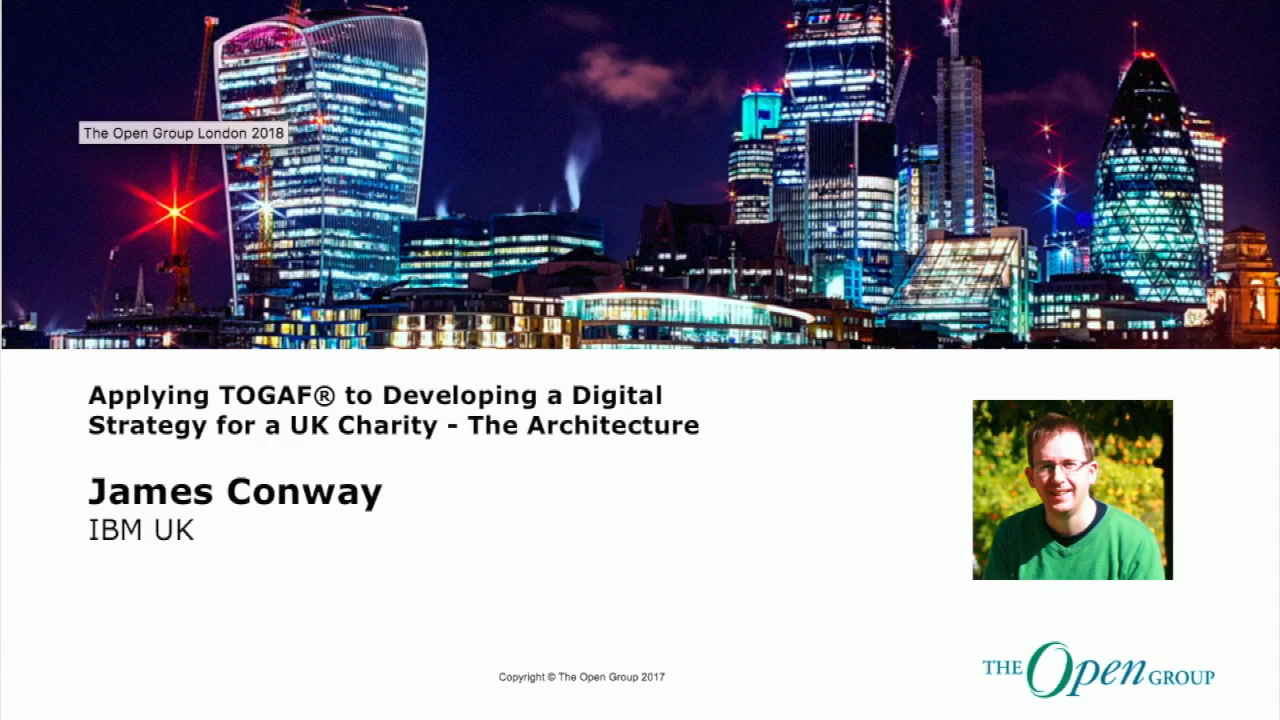 The Open Group London 2018
Applying TOGAF® to Developing a Digital
Strategy for a UK Charity - The Architecture
James Conway
IBM UK
Copyright © The Open Group 2017
THE Open GROUP